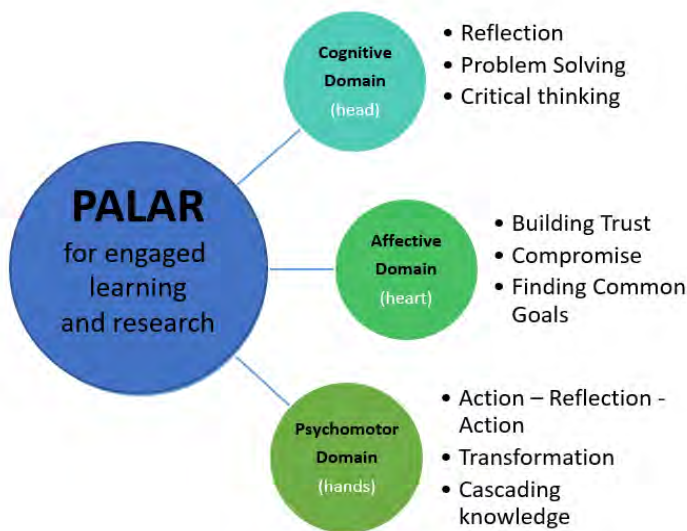 PALAR
for engaged
learning
and research
Cognitive
Domain
(head)
• Reflection
• Problem Solving
• Critical thinking
Affective
Domain
(heart)
• Building Trust
• Compromise
• Finding Common
Goals
Psychomotor
Domain
(hands)
• Action – Reflection -
Action
• Transformation
• Cascading
knowledge